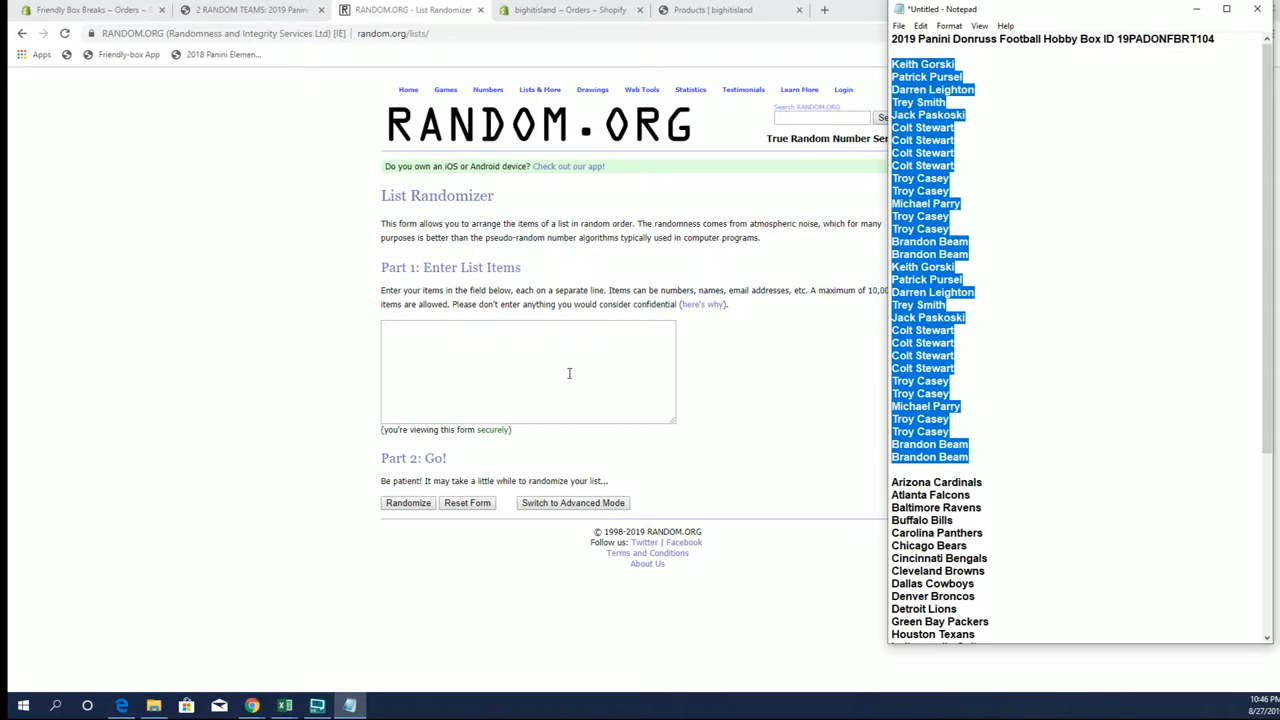 Friendly Box Breaks ~ Orders ~ S
2 RANDOM TEAMS: 2019 Panini
RANDOM.ORG - List Randomizer
bighitisland ~ Orders ~ Shopify
Products | bighitisland
RANDOM.ORG (Randomness and Integrity Services Ltd) [IE] | random.org/lists/
Apps
Friendly-box App
2018 Panini Elemen...
Home Games Numbers Lists & More Drawings Web Tools Statistics Testimonials Learn More Login
RANDOM.ORG
Search RANDOM.ORG
True Random Number Ser
Do you own an iOS or Android device? Check out our app!
List Randomizer
This form allows you to arrange the items of a list in random order. The randomness comes from atmospheric noise, which for many
purposes is better than the pseudo-random number algorithms typically used in computer programs.
Part 1: Enter List Items
Enter your items in the field below, each on a separate line. Items can be numbers, names, email addresses, etc. A maximum of 10,00
items are allowed. Please don't enter anything you would consider confidential (here's why).
(you're viewing this form securely)
Part 2: Go!
Be patient! It may take a little while to randomize your list...
Randomize Reset Form Switch to Advanced Mode
© 1998-2019 RANDOM.ORG
Follow us: Twitter | Facebook
Terms and Conditions
About Us
*Untitled - Notepad
File Edit Format View Help
2019 Panini Donruss Football Hobby Box ID 19PADONFBRT104
Keith Gorski
Patrick Pursel
Darren Leighton
Trey Smith
Jack Paskoski
Colt Stewart
Colt Stewart
Colt Stewart
Colt Stewart
Troy Casey
Troy Casey
Michael Parry
Troy Casey
Troy Casey
Brandon Beam
Brandon Beam
Keith Gorski
Patrick Pursel
Darren Leighton
Trey Smith
Jack Paskoski
Colt Stewart
Colt Stewart
Colt Stewart
Colt Stewart
Troy Casey
Troy Casey
Michael Parry
Troy Casey
Troy Casey
Brandon Beam
Brandon Beam
Arizona Cardinals
Atlanta Falcons
Baltimore Ravens
Buffalo Bills
Carolina Panthers
Chicago Bears
Cincinnati Bengals
Cleveland Browns
Dallas Cowboys
Denver Broncos
Detroit Lions
Green Bay Packers
Houston Texans
10:46 PM
8/27/201